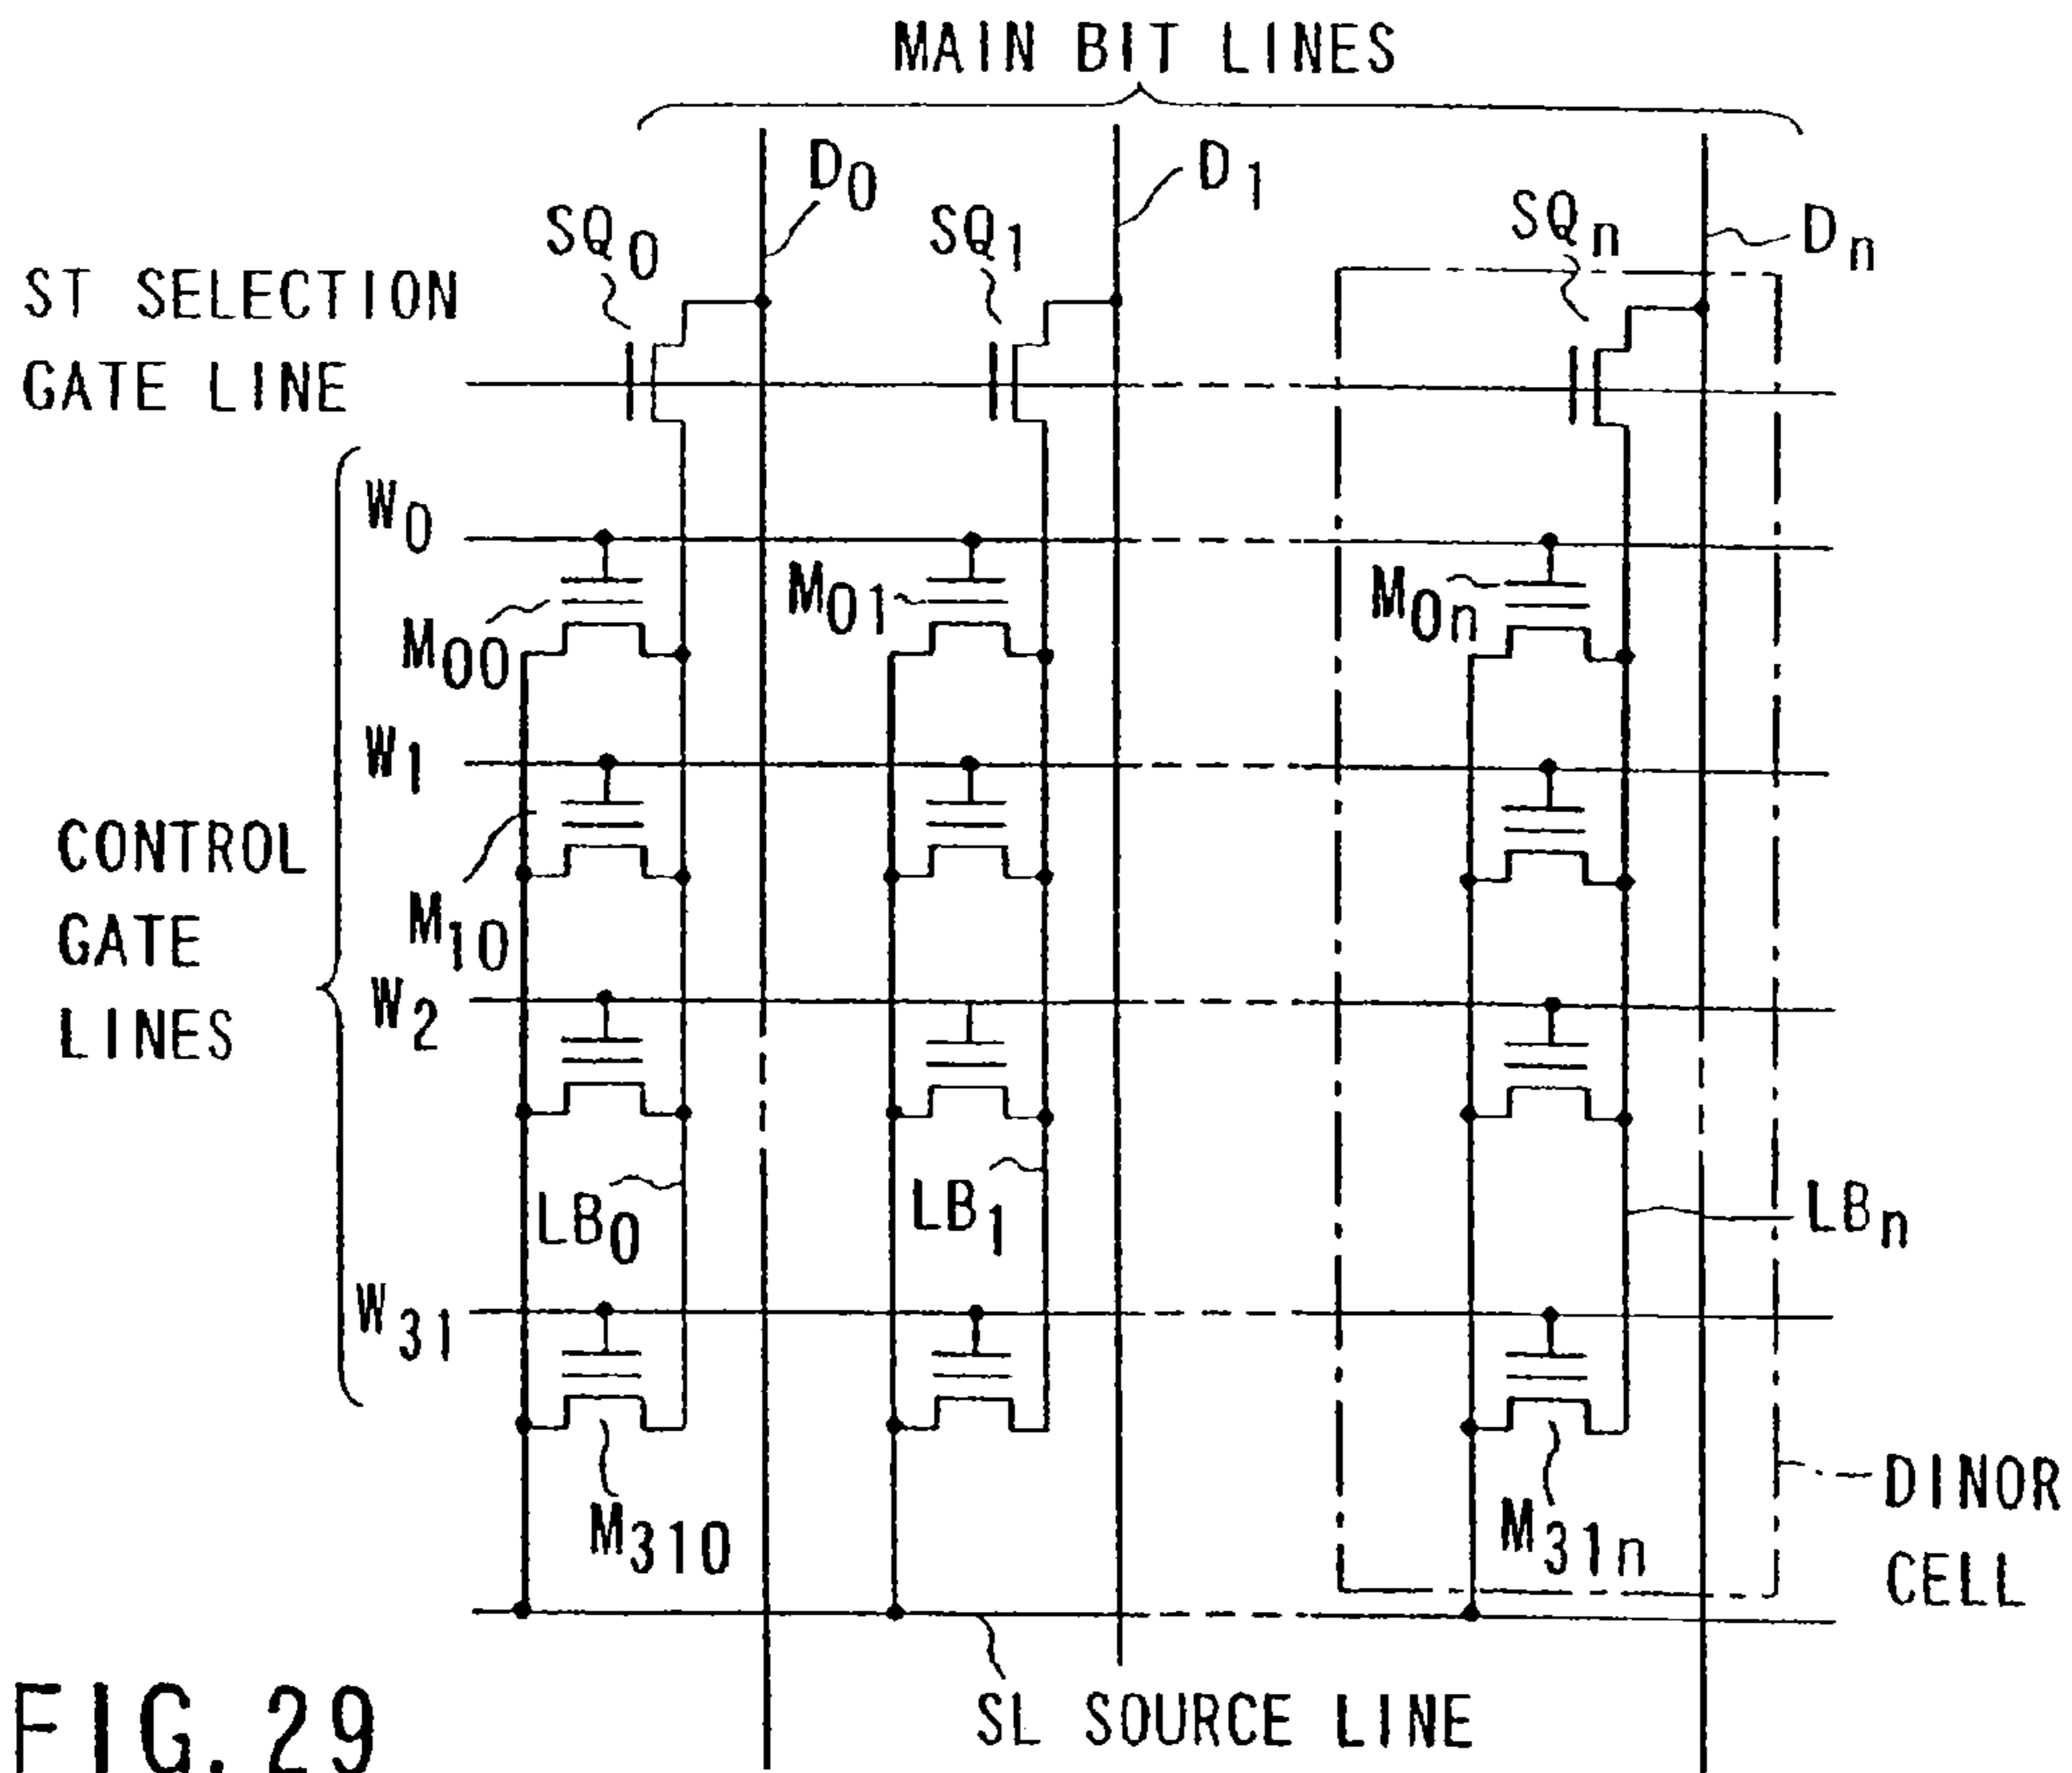 MAIN BIT LINES
D0
D1
SQ0
SQ1
SQn
Dn
ST SELECTION
GATE LINE
W0
M00
M01
M0n
W1
M10
CONTROL
GATE
LINES
W2
LB0
LB1
LBn
W31
M310
M31n
DINOR
CELL
SL SOURCE LINE
FIG. 29